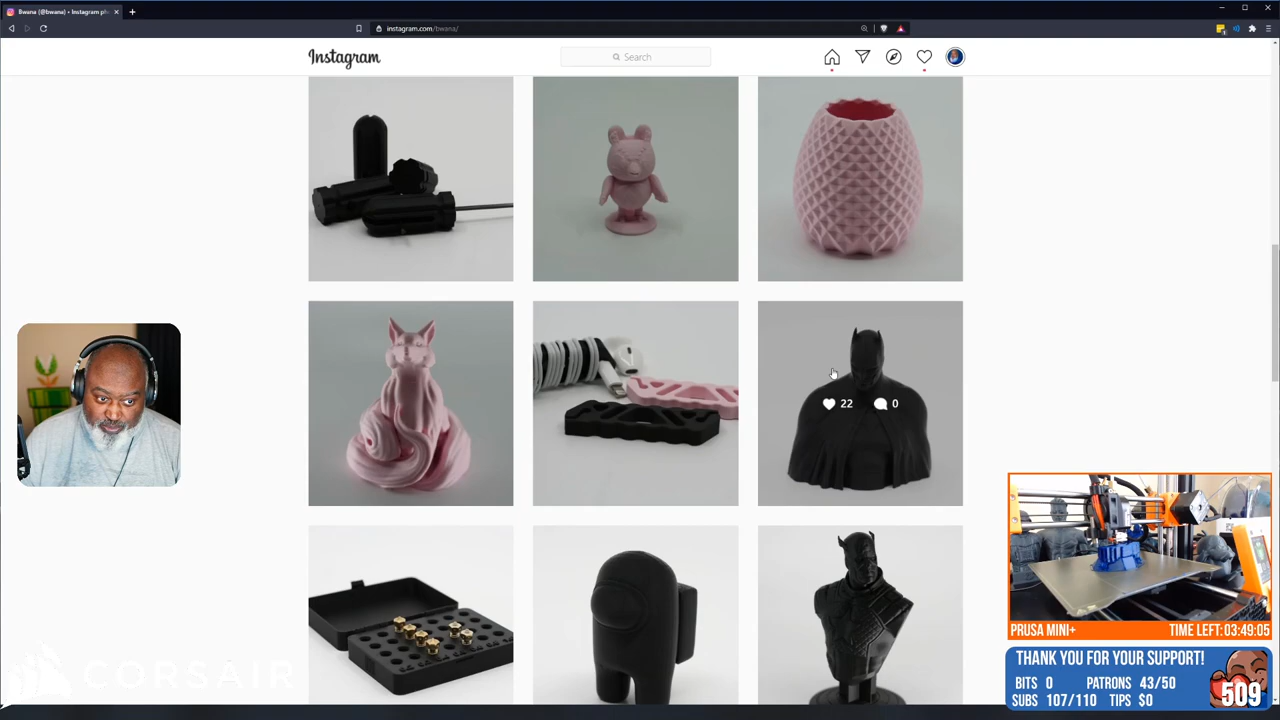 Bwana (@bwana) • Instagram ph
instagram.com/bwana/
Instagram
Search
22
0
CORSAIR
PRUSA MINI+
TIME LEFT: 03:49:05
THANK YOU FOR YOUR SUPPORT!
BITS 0 PATRONS 43/50
SUBS 107/110 TIPS $0
509